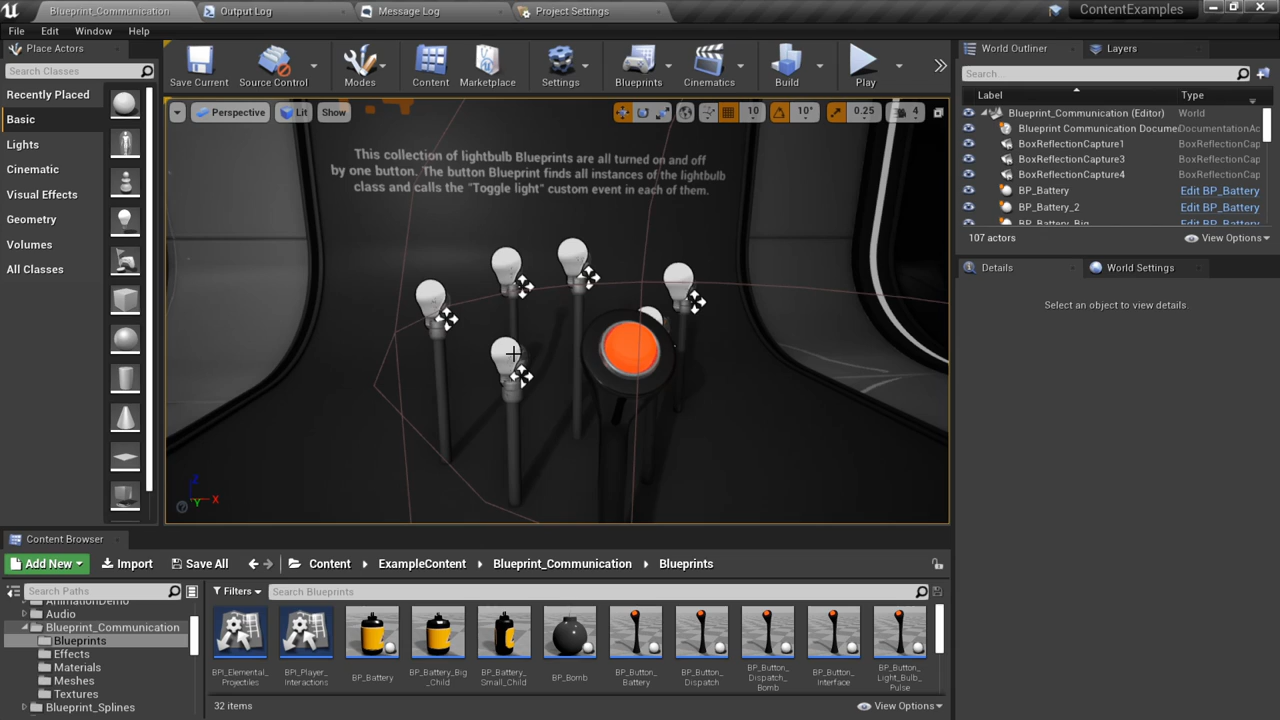 Blueprint_Communication
Output Log
Message Log
Project Settings
ContentExamples
File
Edit
Window
Help
Place Actors
Search Classes
Recently Placed
Basic
Lights
Cinematic
Visual Effects
Geometry
Volumes
All Classes
Save Current
Source Control
Modes
Content
Marketplace
Settings
Blueprints
Cinematics
Build
Play
Perspective
Lit
Show
10
10°
0.25
4
This collection of lightbulb Blueprints are all turned on and off
by one button. The button Blueprint finds all instances of the lightbulb
class and calls the "Toggle light" custom event in each of them.
Z
X
Y
World Outliner
Layers
Search...
Label
Type
Blueprint_Communication (Editor)
World
Blueprint Communication Docume
DocumentationAc
BoxReflectionCapture1
BoxReflectionCap
BoxReflectionCapture3
BoxReflectionCap
BoxReflectionCapture4
BoxReflectionCap
BP_Battery
Edit BP_Battery
BP_Battery_2
Edit BP_Battery
BP_Battery_Big
Edit BP_Battery
107 actors
View Options
Details
World Settings
Select an object to view details.
Content Browser
Add New
Import
Save All
Content
ExampleContent
Blueprint_Communication
Blueprints
Search Paths
Filters
Search Blueprints
AnimationDemo
Audio
Blueprint_Communication
Blueprints
Effects
Materials
Meshes
Textures
Blueprint_Splines
BPI_Elemental_
Projectiles
BPI_Player_
Interactions
BP_Battery
BP_Battery_Big
_Child
BP_Battery_
Small_Child
BP_Bomb
BP_Button_
Battery
BP_Button_
Dispatch
BP_Button_
Dispatch_
Bomb
BP_Button_
Interface
BP_Button_
Light_Bulb_
Pulse
32 items
View Options